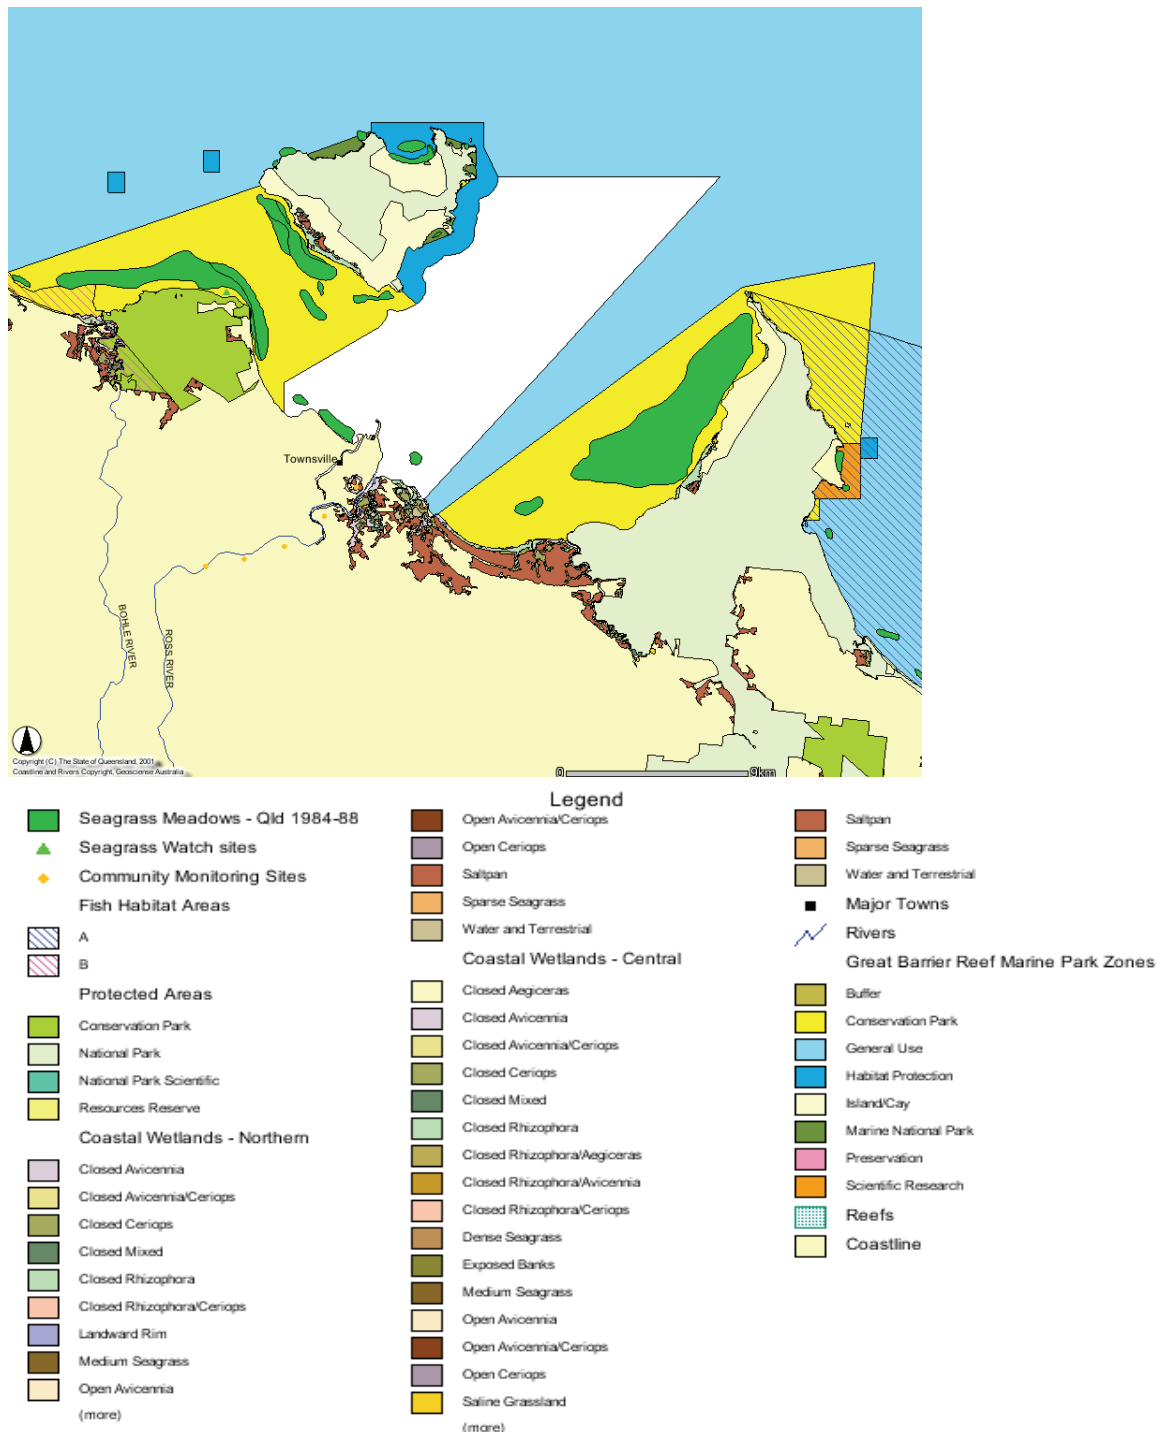 Townsville
BOHLE RIVER
ROSS RIVER
Copyright (C) The State of Queensland, 2001
Coastline and Rivers Copyright, Geosciense Australia
0 9km
Legend
Seagrass Meadows - Qld 1984-88
Seagrass Watch sites
Community Monitoring Sites
Fish Habitat Areas
A
B
Protected Areas
Conservation Park
National Park
National Park Scientific
Resources Reserve
Coastal Wetlands - Northern
Closed Avicennia
Closed Avicennia/Ceriops
Closed Ceriops
Closed Mixed
Closed Rhizophora
Closed Rhizophora/Ceriops
Landward Rim
Medium Seagrass
Open Avicennia
(more)
Open Avicennia/Ceriops
Open Ceriops
Saltpan
Sparse Seagrass
Water and Terrestrial
Coastal Wetlands - Central
Closed Aegiceras
Closed Avicennia
Closed Avicennia/Ceriops
Closed Ceriops
Closed Mixed
Closed Rhizophora
Closed Rhizophora/Aegiceras
Closed Rhizophora/Avicennia
Closed Rhizophora/Ceriops
Dense Seagrass
Exposed Banks
Medium Seagrass
Open Avicennia
Open Avicennia/Ceriops
Open Ceriops
Saline Grassland
(more)
Saltpan
Sparse Seagrass
Water and Terrestrial
Major Towns
Rivers
Great Barrier Reef Marine Park Zones
Buffer
Conservation Park
General Use
Habitat Protection
Island/Cay
Marine National Park
Preservation
Scientific Research
Reefs
Coastline